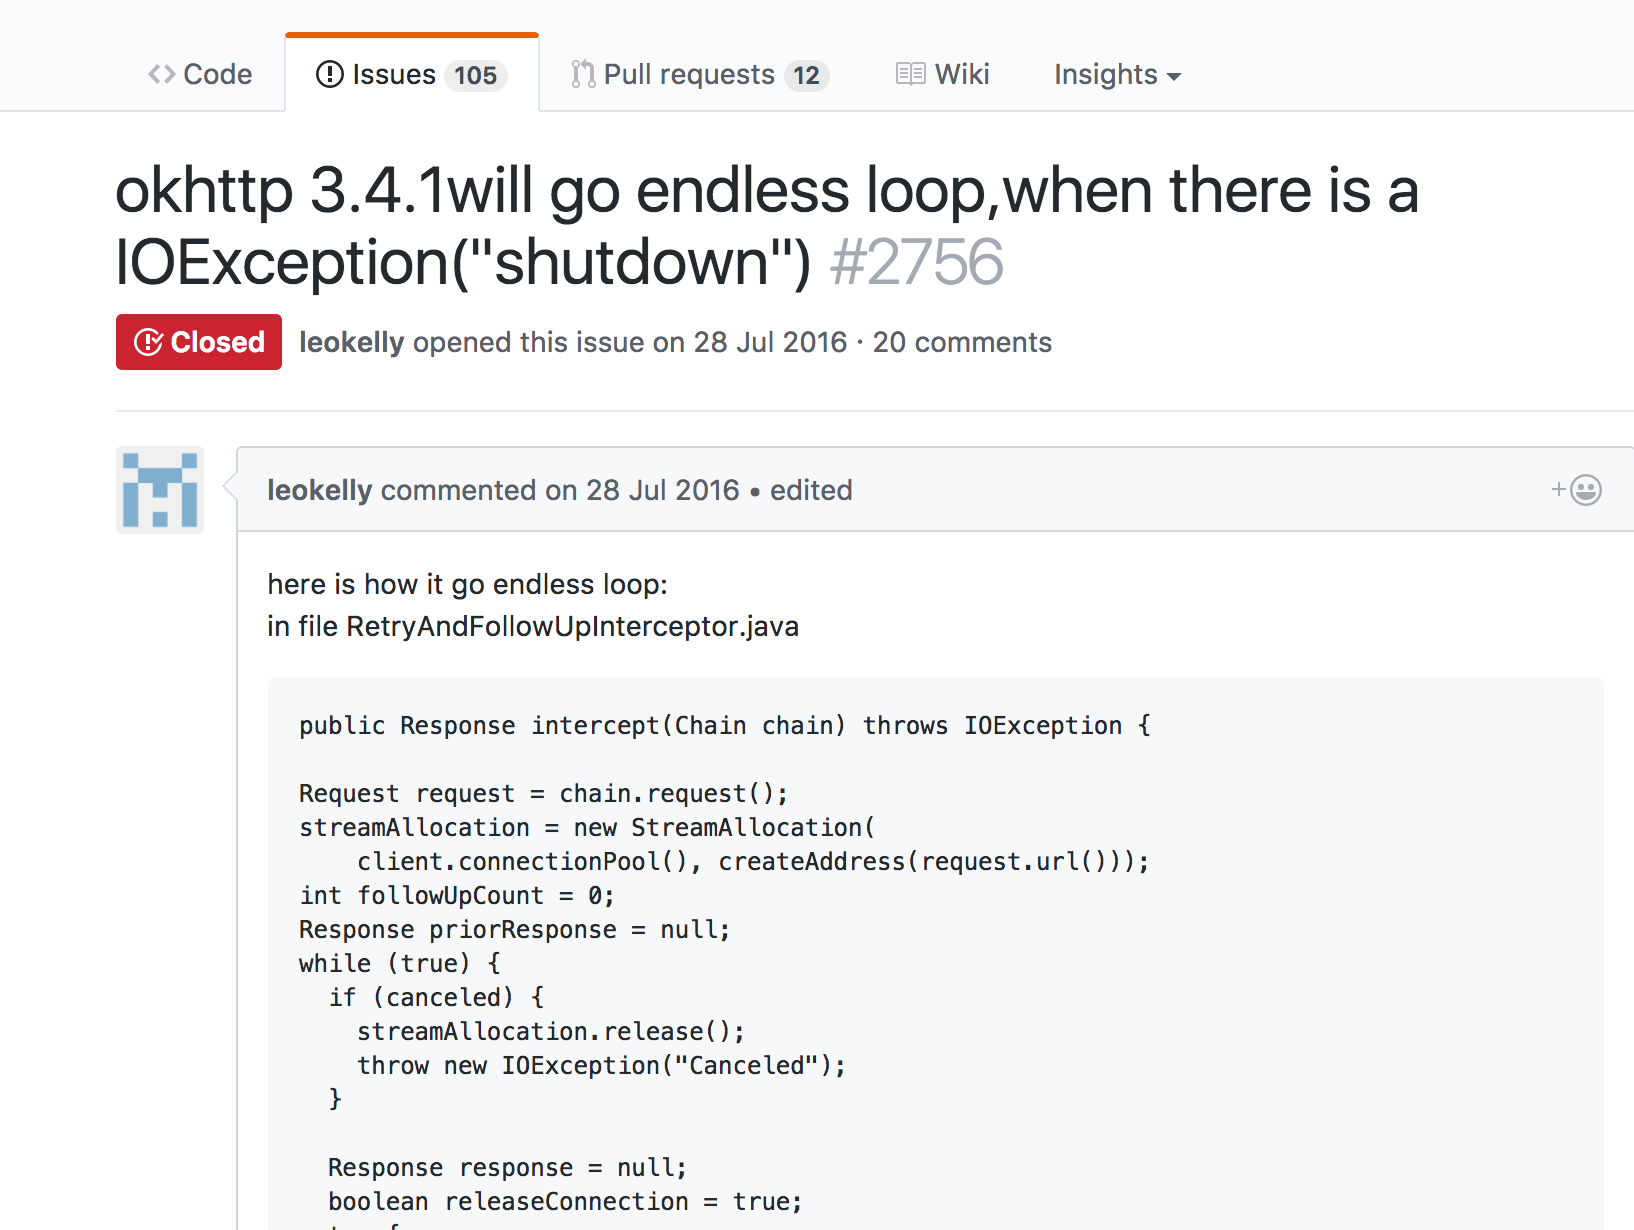 Code Issues 105 Pull requests 12 Wiki Insights
okhttp 3.4.1will go endless loop,when there is a
IOException("shutdown") #2756
Closed leokelly opened this issue on 28 Jul 2016 · 20 comments
leokelly commented on 28 Jul 2016 • edited
here is how it go endless loop:
in file RetryAndFollowUpInterceptor.java
public Response intercept(Chain chain) throws IOException {
Request request = chain.request();
streamAllocation = new StreamAllocation(
client.connectionPool(), createAddress(request.url()));
int followUpCount = 0;
Response priorResponse = null;
while (true) {
if (canceled) {
streamAllocation.release();
throw new IOException("Canceled");
}
Response response = null;
boolean releaseConnection = true;